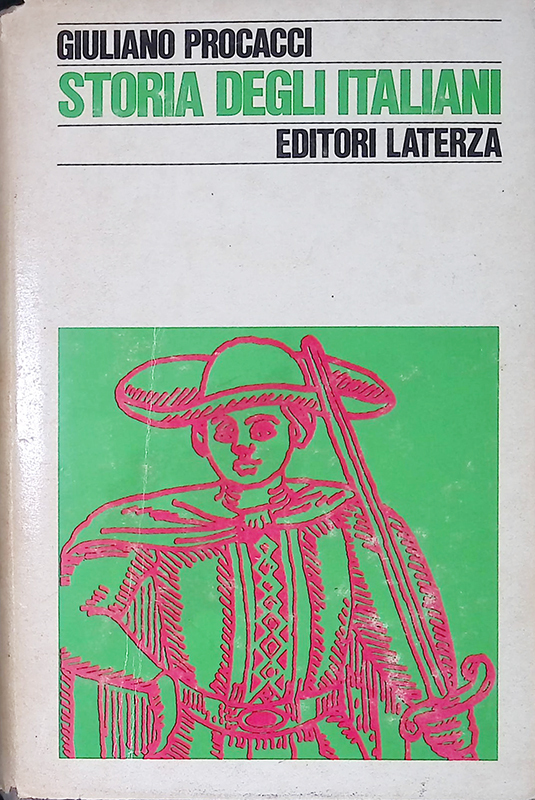 GIULIANO PROCACCI
STORIA DEGLI ITALIANI
EDITORI LATERZA